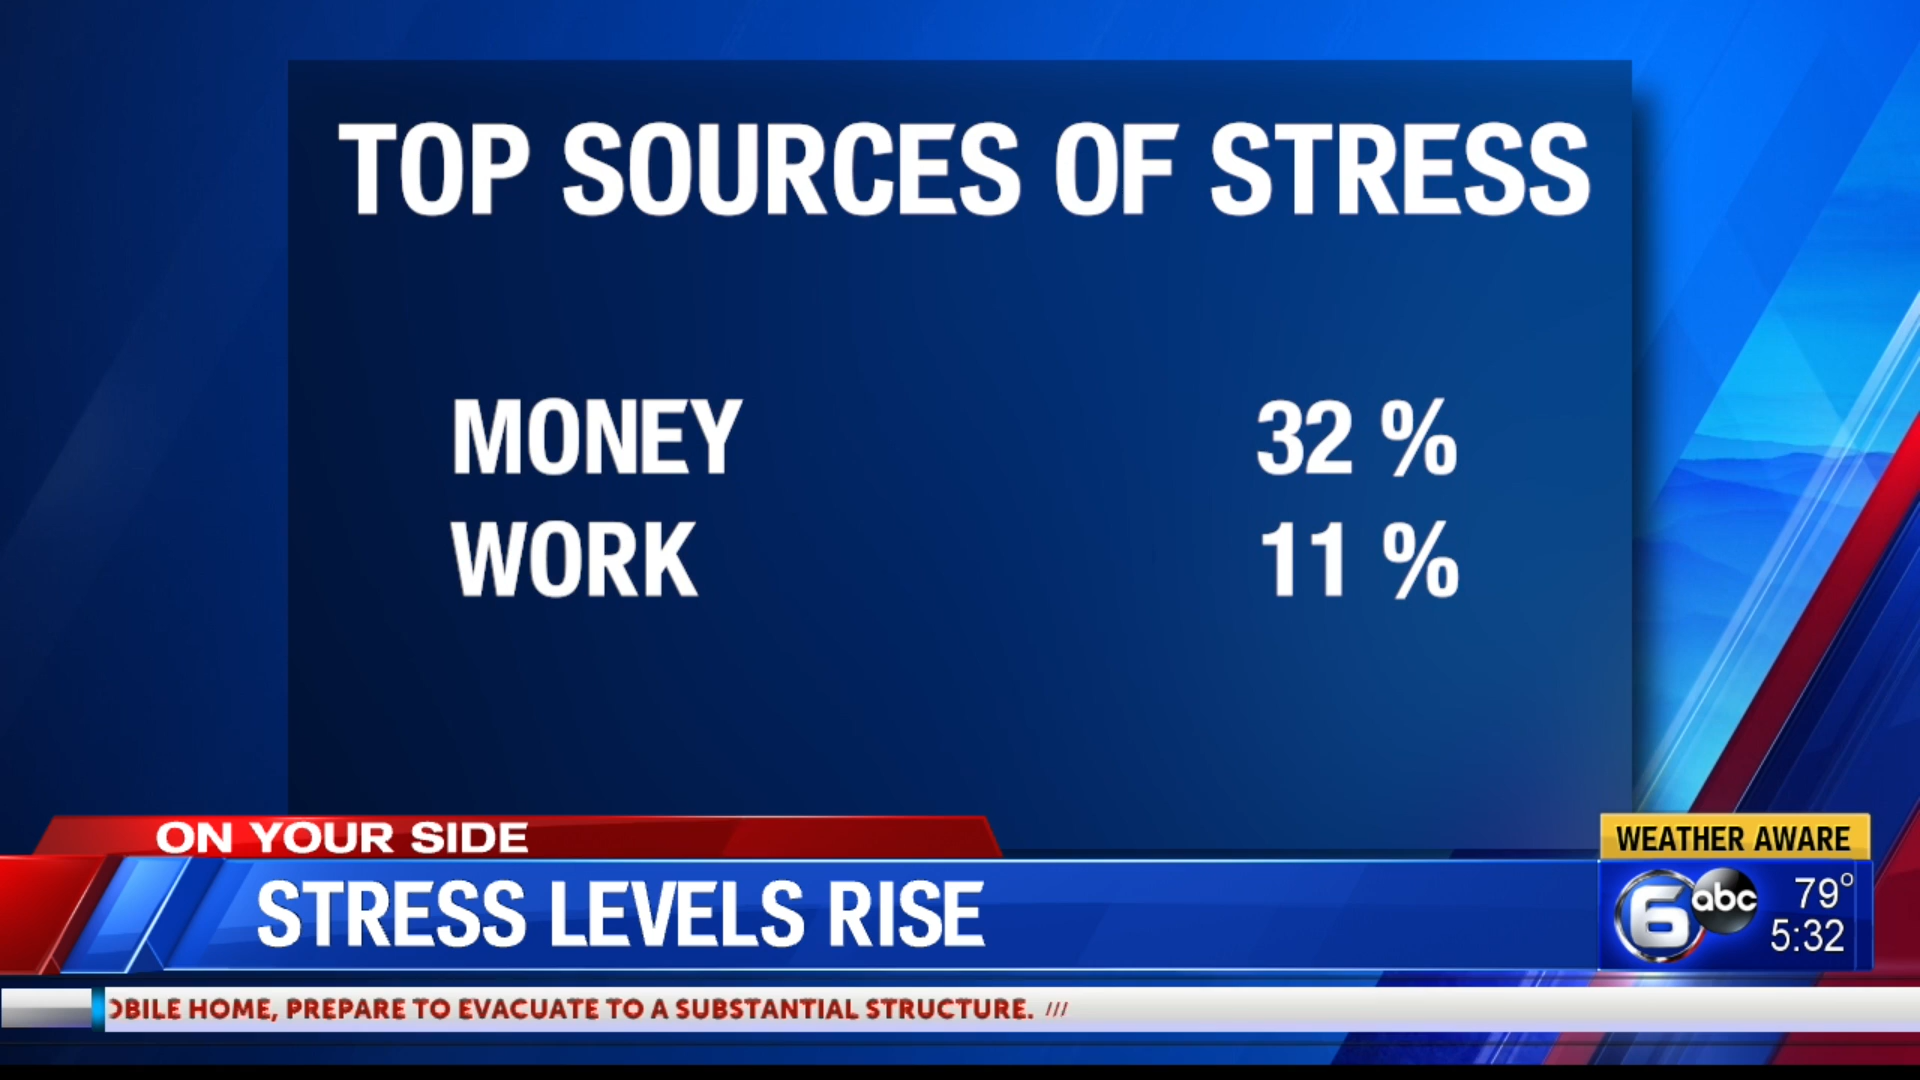 TOP SOURCES OF STRESS
MONEY 32 %
WORK 11 %
ON YOUR SIDE
STRESS LEVELS RISE
WEATHER AWARE
6 abc 79°
5:32
OBILE HOME, PREPARE TO EVACUATE TO A SUBSTANTIAL STRUCTURE. ///